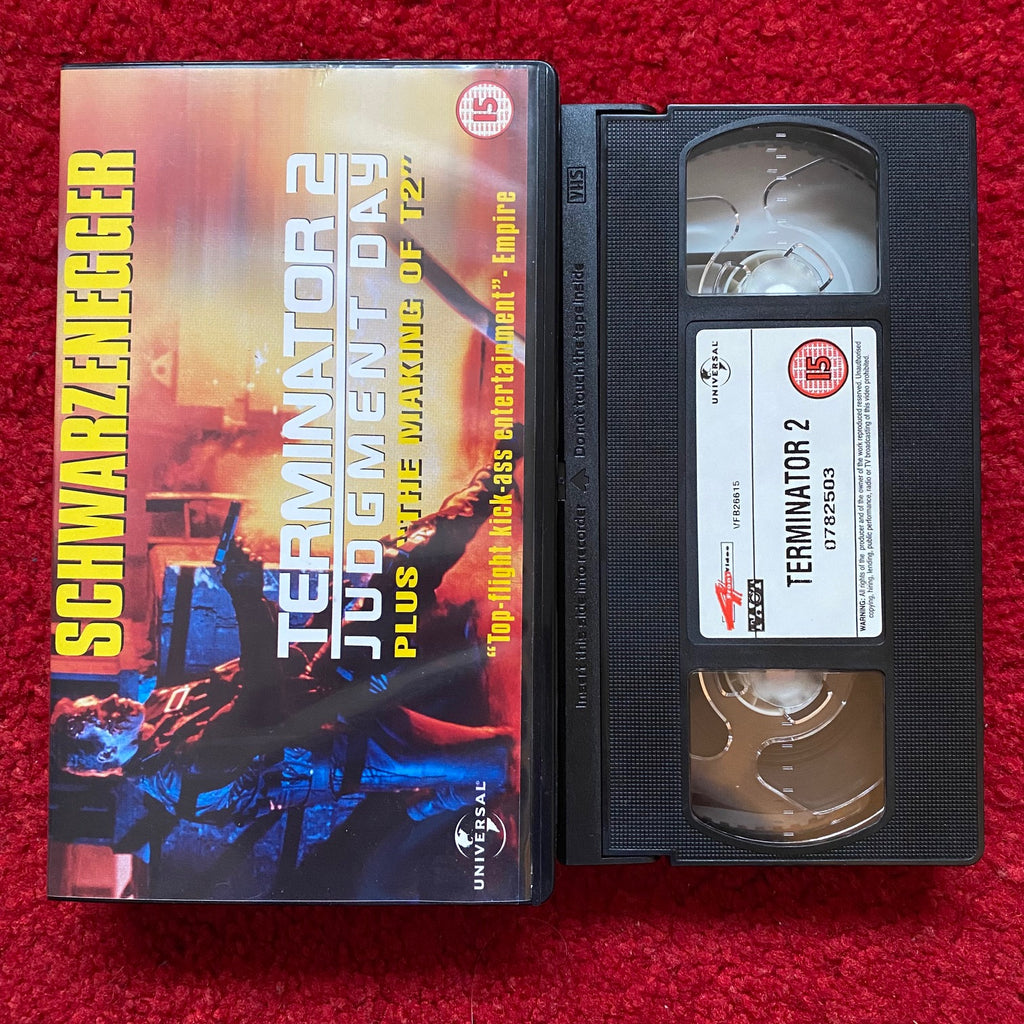 SCHWARZENEGGER
15
TERMINATOR 2
JUDGMENT DAY
PLUS "THE MAKING OF T2"
"Top-flight kick-ass entertainment"- Empire
UNIVERSAL
VHS
Insert this side into recorder Do not touch the tape inside
UNIVERSAL
15
VFB26615
FACT
TERMINATOR 2
0782503
WARNING: All rights of the producer and of the owner of the work reproduced reserved. Unauthorised
copying, hiring, lending, public performance, radio or TV broadcasting of this video prohibited.